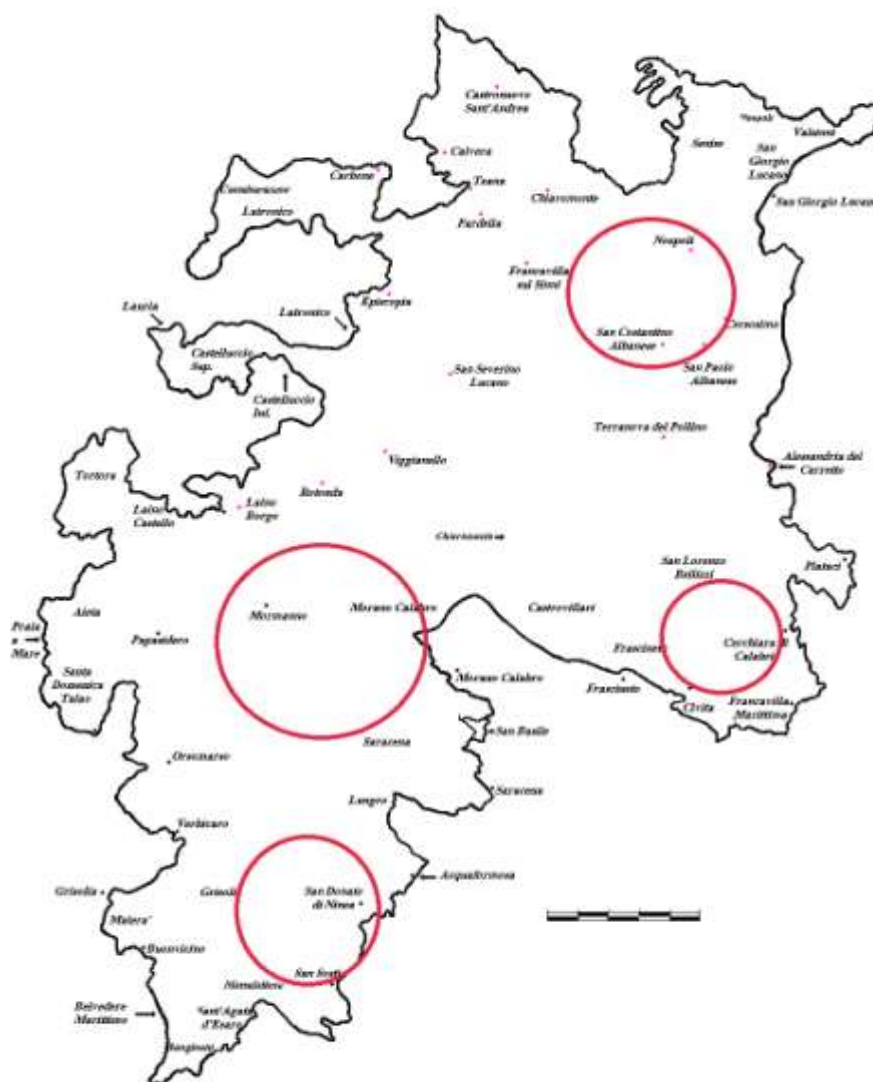 Castronuovo
Sant'Andrea
Calvera
Teana
Carbone
Latronico
Fardella
Chiaromonte
Senise
Valsinni
San
Giorgio
Lucano
San Giorgio Lucan
Noepoli
Francavilla
sul Sinni
Episcopia
Lauria
Latronico
Cersosimo
San Costantino
Albanese
San Paolo
Albanese
Castelluccio
Sup.
San Severino
Lucano
Castelluccio
Inf.
Terranova del Pollino
Viggianello
Alessandria del
Carretto
Tortora
Rotonda
Laino
Castello
Laino
Borgo
Chiaromonte
San Lorenzo
Bellizzi
Plataci
Aieta
Mormanno
Morano Calabro
Castrovillari
Praia
a
Mare
Papasidero
Frascineto
Cerchiara di
Calabria
Santa
Domenica
Talao
Morano Calabro
Frascineto
Civita
Francavilla
Marittima
San Basile
Saracena
Orsomarso
Saracena
Lungro
Verbicaro
Acquaformosa
Grisolia
San Donato
di Ninea
Maiera'
Buonvicino
San Sosti
Mottafollone
Belvedere
Marittimo
Sant'Agata
d'Esaro
Sangineto